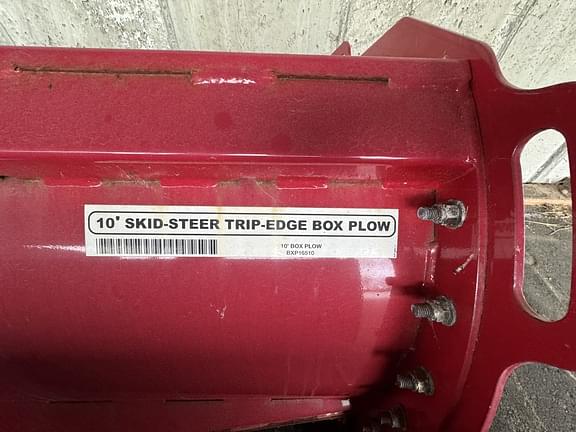 10' SKID-STEER TRIP-EDGE BOX PLOW
10' BOX PLOW
BXP16510